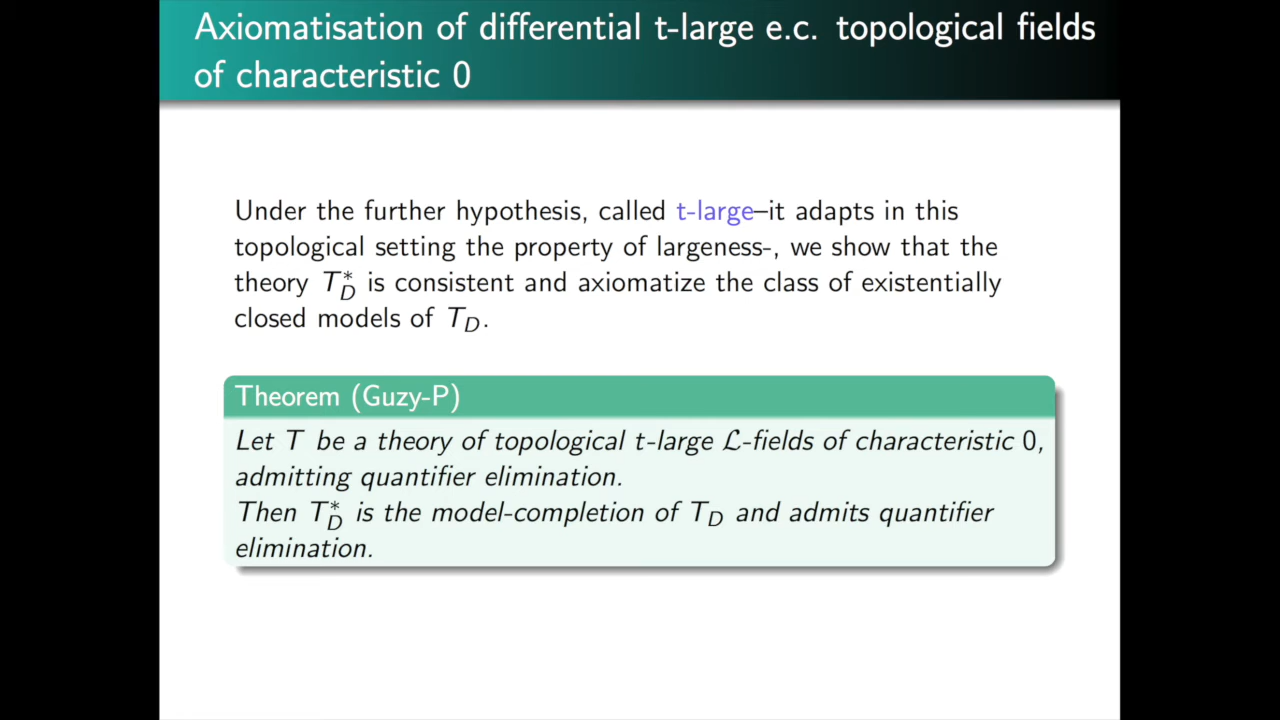 Axiomatisation of differential t-large e.c. topological fields
of characteristic 0
Under the further hypothesis, called t-large–it adapts in this
topological setting the property of largeness-, we show that the
theory $T_D^*$ is consistent and axiomatize the class of existentially
closed models of $T_D$.
Theorem (Guzy-P)
Let T be a theory of topological t-large $\mathcal{L}$-fields of characteristic 0,
admitting quantifier elimination.
Then $T_D^*$ is the model-completion of $T_D$ and admits quantifier
elimination.